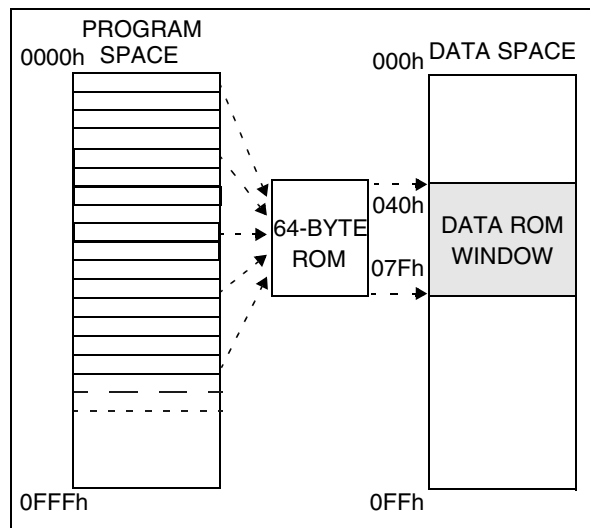 PROGRAM
SPACE
0000h
000h
DATA SPACE
64-BYTE
ROM
040h
07Fh
DATA ROM
WINDOW
0FFFh
0FFh